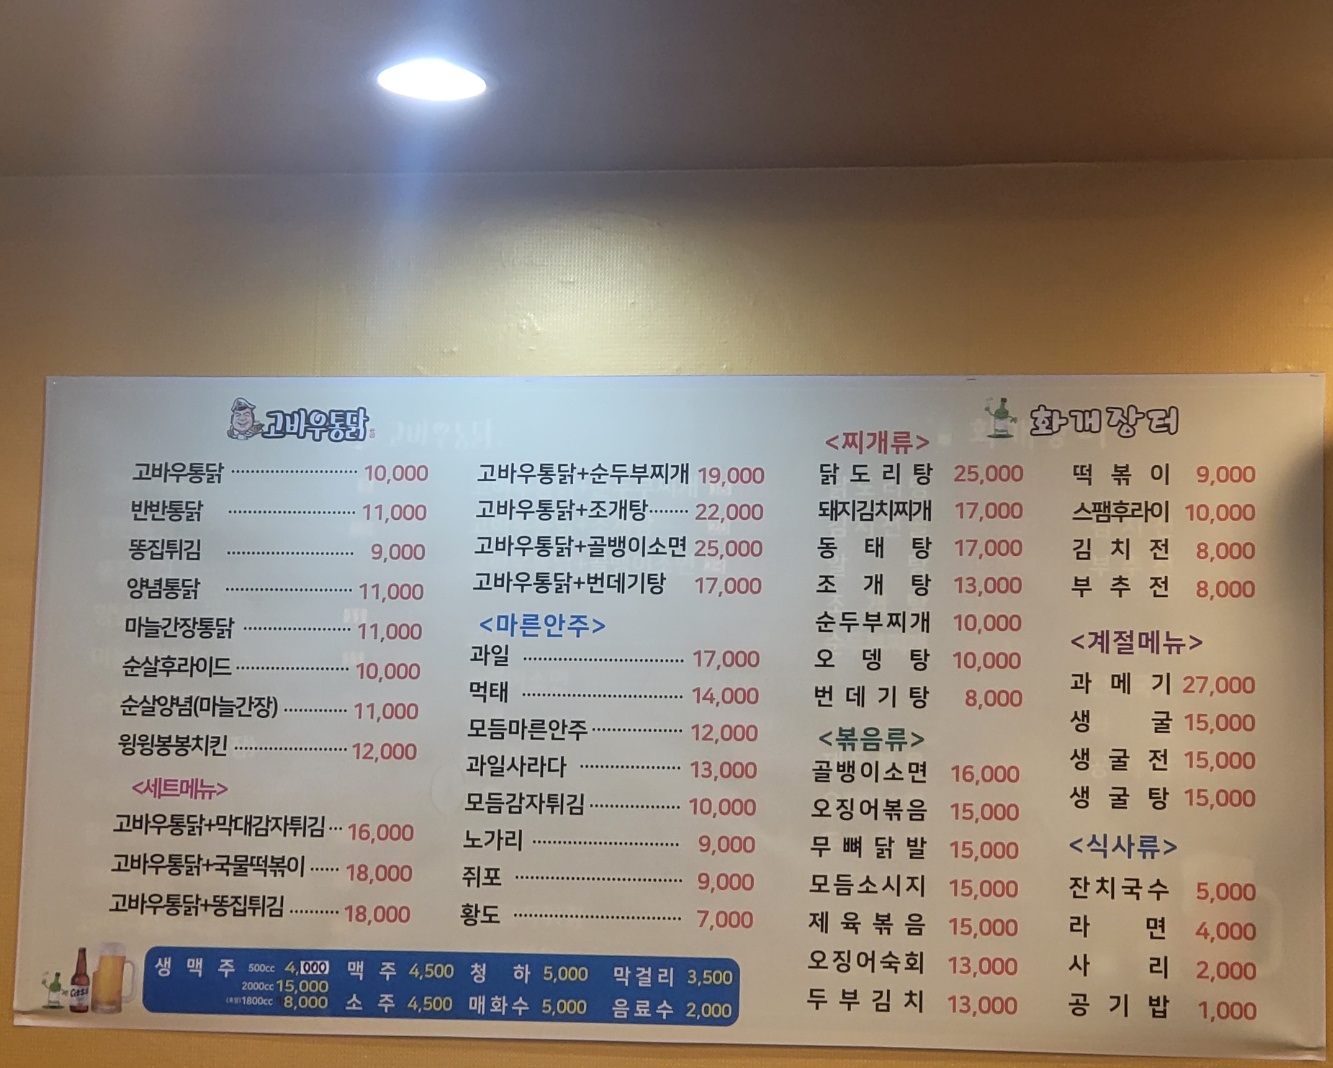 고바우통닭
고바우통닭 10,000
반반통닭 11,000
똥집튀김 9,000
양념통닭 11,000
마늘간장통닭 11,000
순살후라이드 10,000
순살양념(마늘간장) 11,000
윙윙봉봉치킨 12,000
<세트메뉴>
고바우통닭+막대감자튀김 16,000
고바우통닭+국물떡볶이 18,000
고바우통닭+똥집튀김 18,000
고바우통닭+순두부찌개 19,000
고바우통닭+조개탕 22,000
고바우통닭+골뱅이소면 25,000
고바우통닭+번데기탕 17,000
<마른안주>
과일 17,000
먹태 14,000
모듬마른안주 12,000
과일사라다 13,000
모듬감자튀김 10,000
노가리 9,000
쥐포 9,000
황도 7,000
화개장터
<찌개류>
닭도리탕 25,000
돼지김치찌개 17,000
동태탕 17,000
조개탕 13,000
순두부찌개 10,000
오뎅탕 10,000
번데기탕 8,000
<볶음류>
골뱅이소면 16,000
오징어볶음 15,000
무뼈닭발 15,000
모듬소시지 15,000
제육볶음 15,000
오징어숙회 13,000
두부김치 13,000
떡볶이 9,000
스팸후라이 10,000
김치전 8,000
부추전 8,000
<계절메뉴>
과메기 27,000
생굴 15,000
생굴전 15,000
생굴탕 15,000
<식사류>
잔치국수 5,000
라면 4,000
사리 2,000
공기밥 1,000
생맥주 500cc 4,000
2000cc 15,000
1800cc 8,000
맥주 4,500
소주 4,500
청하 5,000
매화수 5,000
막걸리 3,500
음료수 2,000